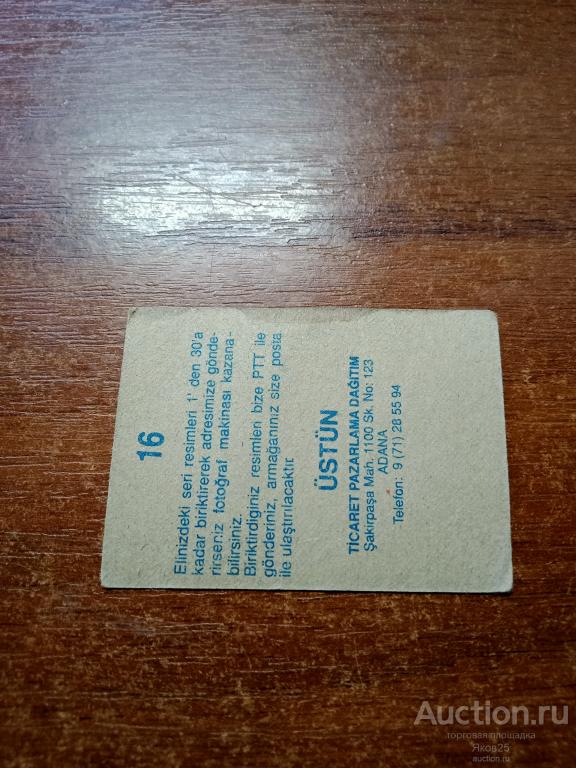 16
Elinizdeki seri resimleri 1' den 30'a
kadar biriktirerek adresimize gönde-
rirseniz fotoğraf makinası kazana-
bilirsiniz.
Biriktirdiginiz resimleri bize PTT ile
gönderiniz, armağanınız size posta
ile ulaştırılacaktır.
ÜSTÜN
TİCARET PAZARLAMA DAĞITIM
Şakirpaşa Mah. 1100 Sk. No: 123
ADANA
Telefon: 9 (71) 28 55 94
Auction.ru
торговая площадка
Яков25
auction.ru